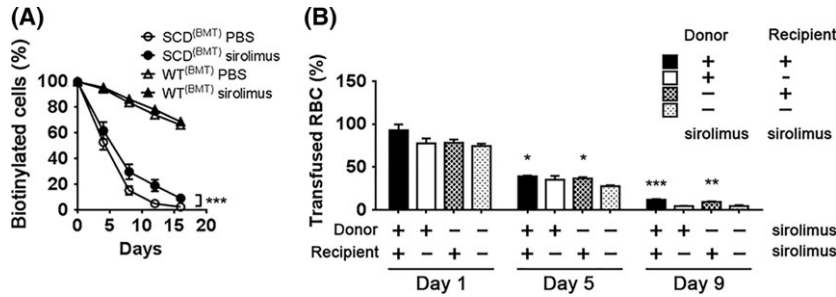 (A)
SCD(BMT) PBS
SCD(BMT) sirolimus
WT(BMT) PBS
WT(BMT) sirolimus
Biotinylated cells (%)
100
80
60
40
20
0
***
0 5 10 15 20
Days
(B)
Donor Recipient
+ +
+ -
− +
− −
sirolimus sirolimus
Transfused RBC (%)
150
100
50
0
* * *** **
Donor + + − − + + − − + + − − sirolimus
Recipient + − + − + − + − + − + − sirolimus
Day 1 Day 5 Day 9